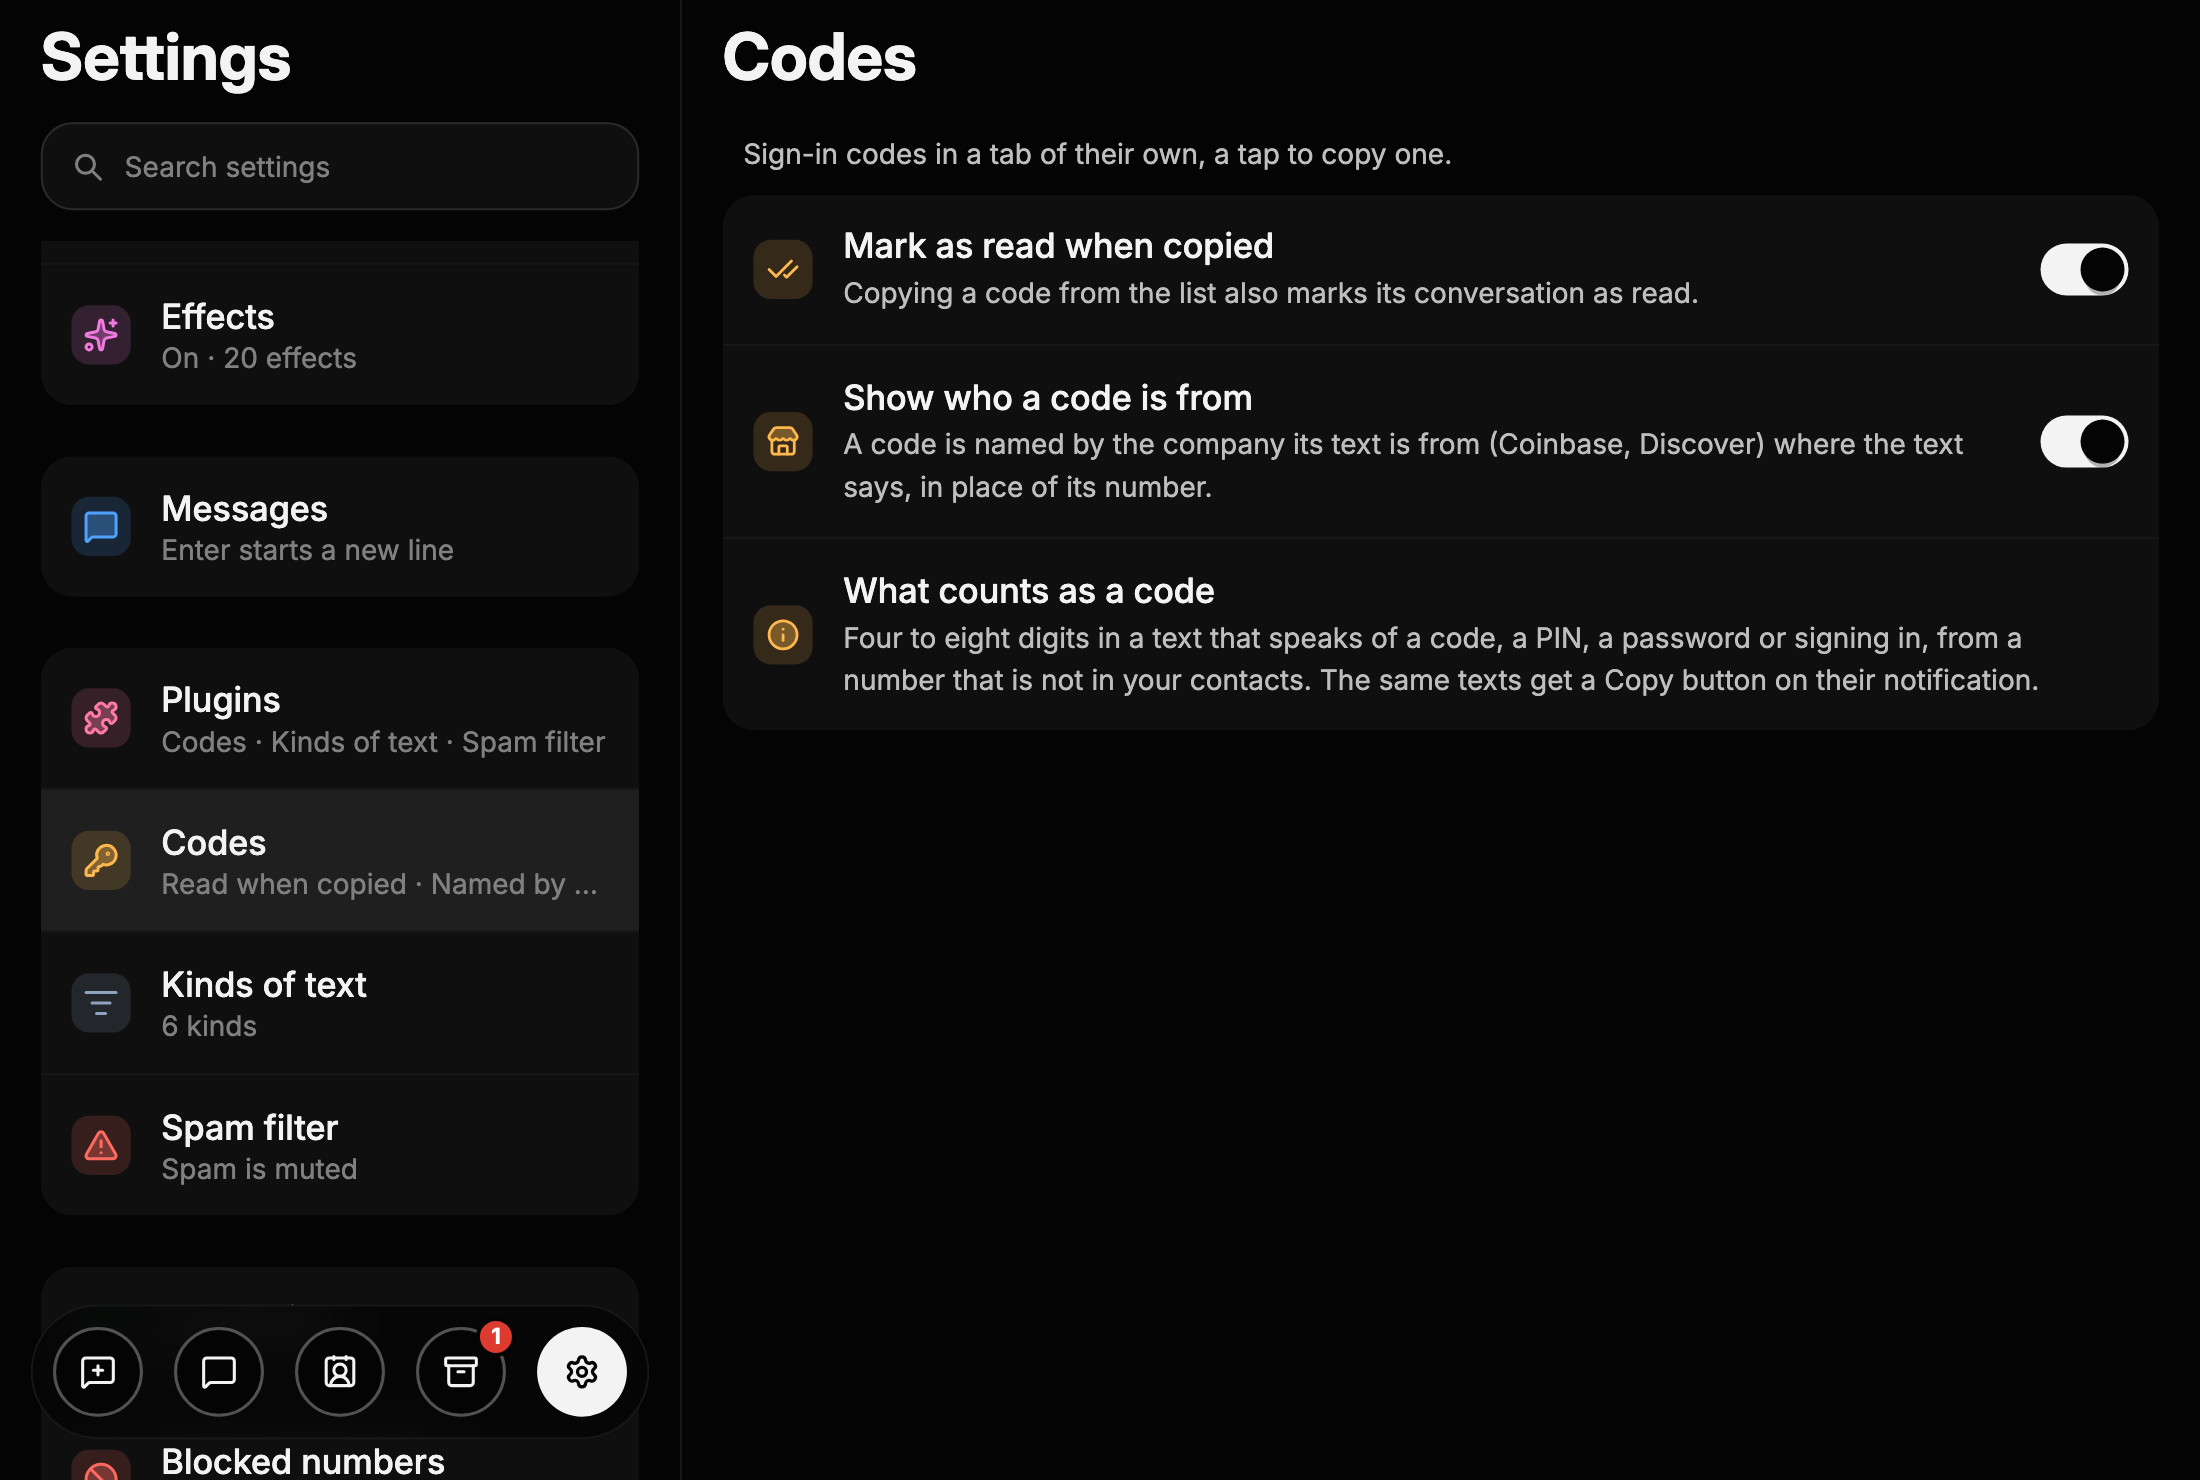 Settings
Search settings
Effects
On · 20 effects
Messages
Enter starts a new line
Plugins
Codes · Kinds of text · Spam filter
Codes
Read when copied · Named by ...
Kinds of text
6 kinds
Spam filter
Spam is muted
1
Blocked numbers
Codes
Sign-in codes in a tab of their own, a tap to copy one.
Mark as read when copied
Copying a code from the list also marks its conversation as read.
Show who a code is from
A code is named by the company its text is from (Coinbase, Discover) where the text
says, in place of its number.
What counts as a code
Four to eight digits in a text that speaks of a code, a PIN, a password or signing in, from a
number that is not in your contacts. The same texts get a Copy button on their notification.